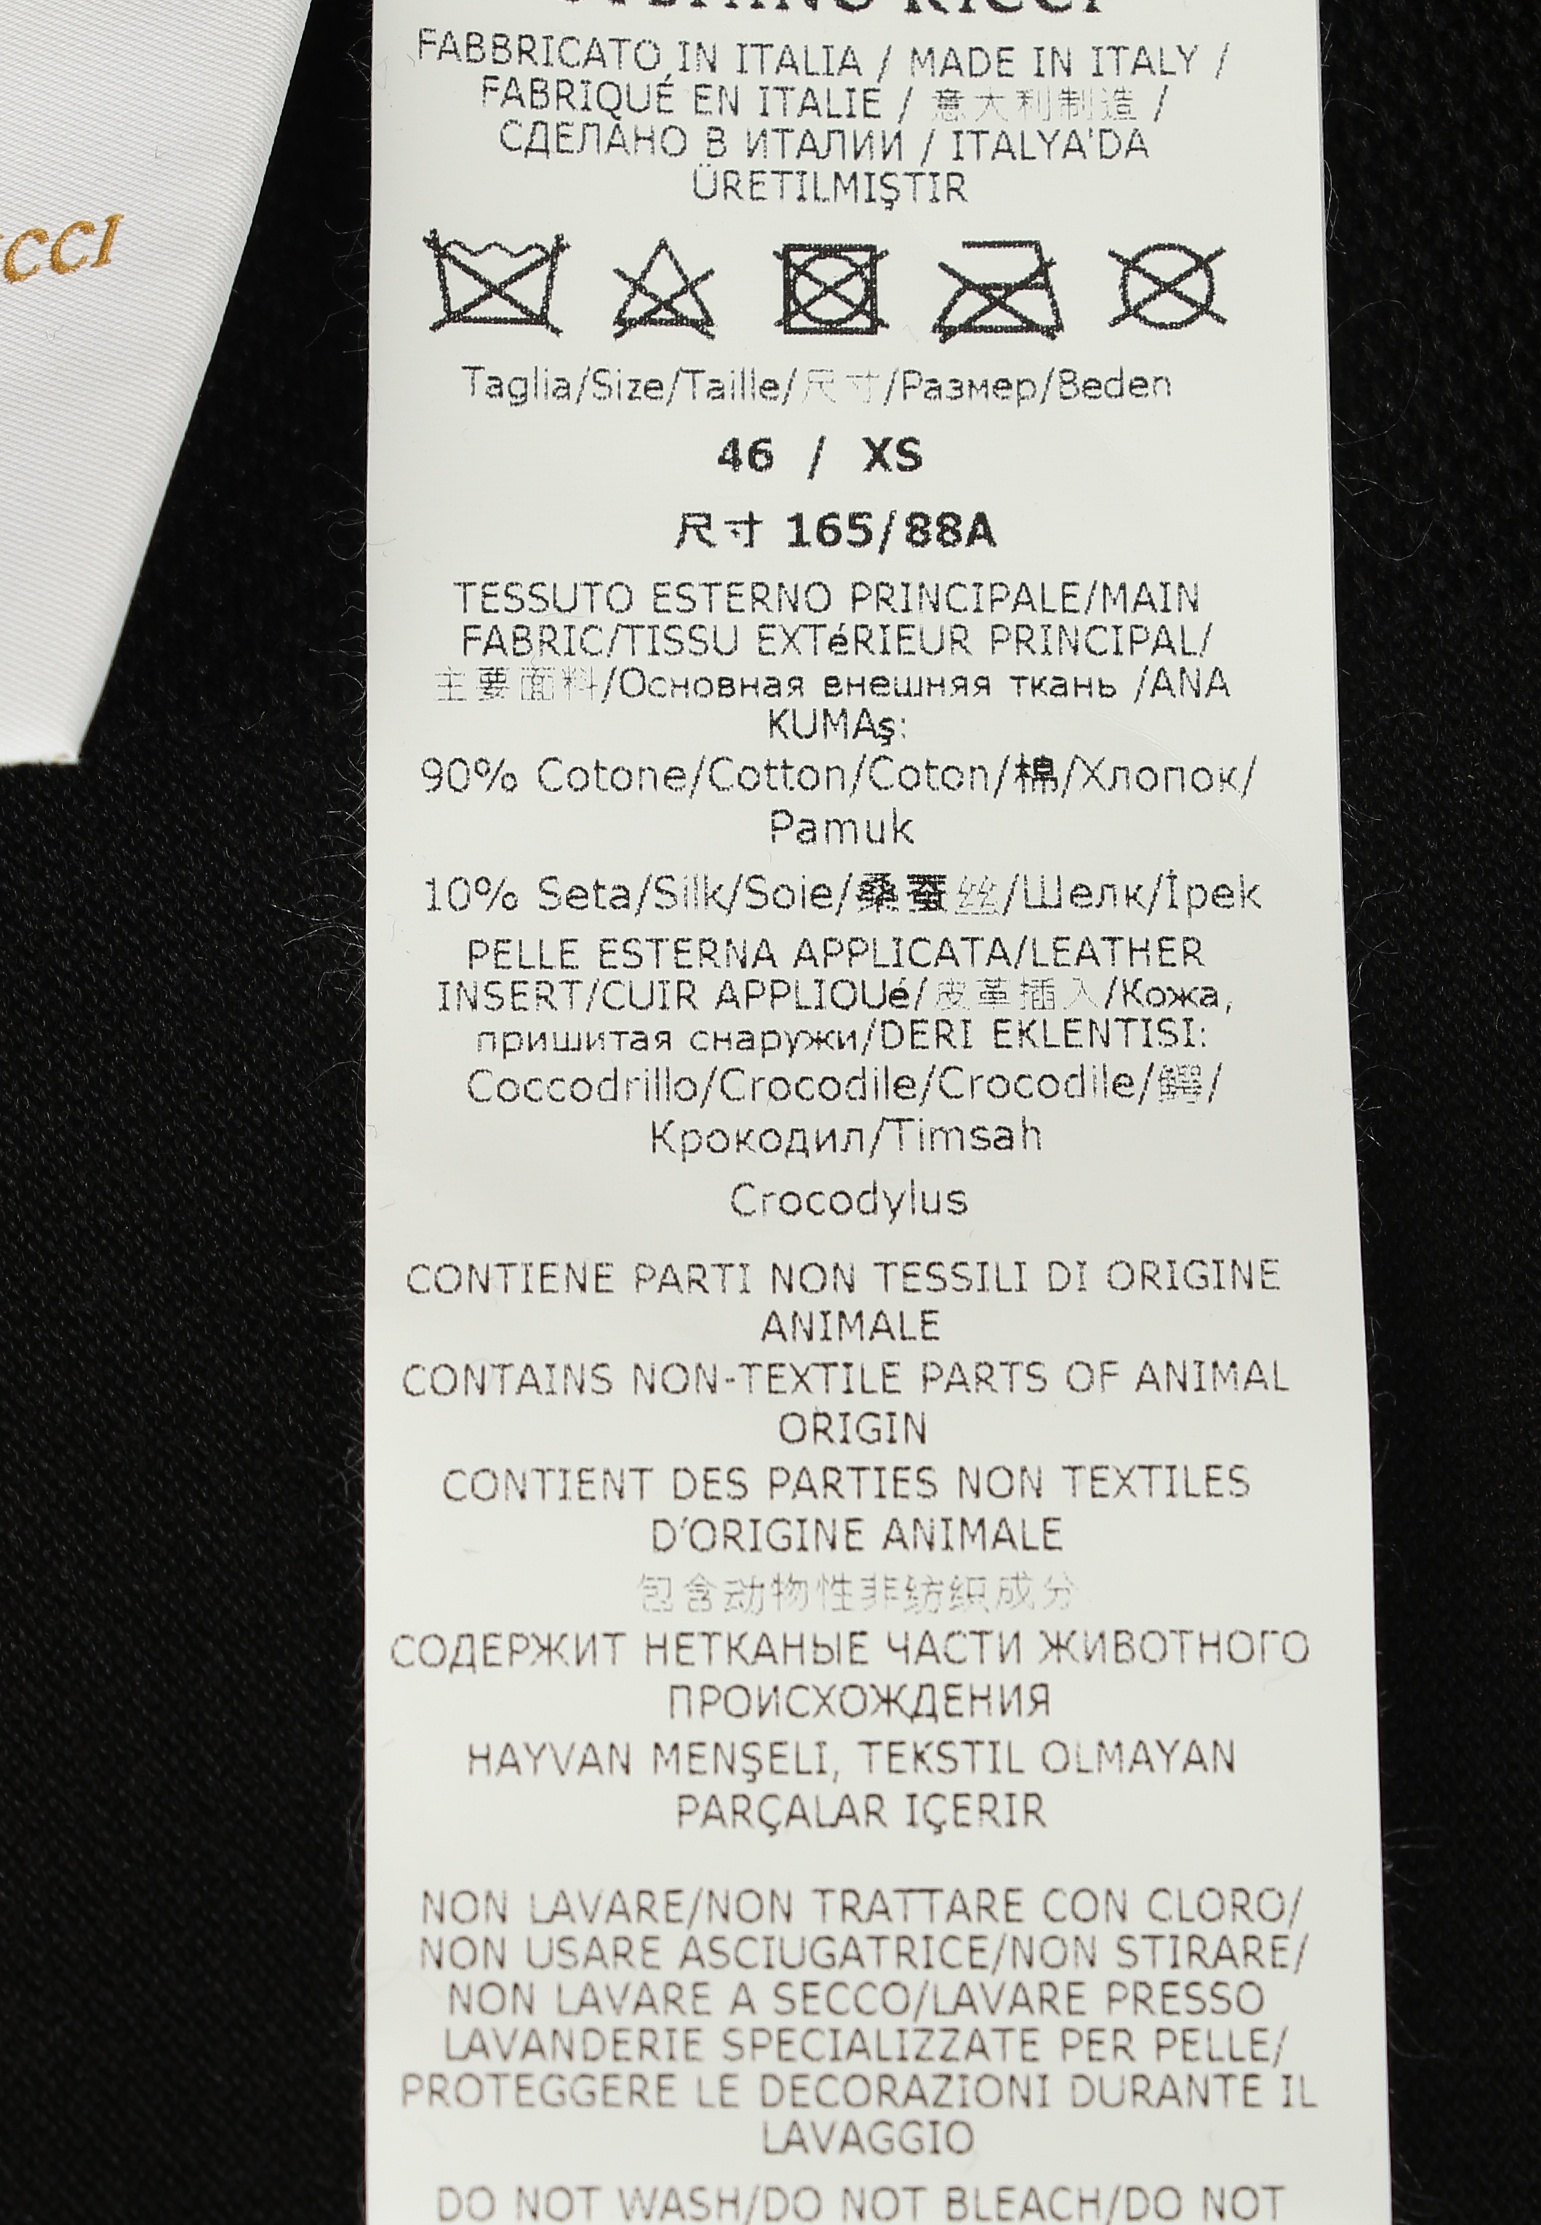 STEFANO RICCI
FABBRICATO IN ITALIA / MADE IN ITALY /
FABRIQUÉ EN ITALIE / 意大利制造 /
СДЕЛАНО В ИТАЛИИ / ITALYA'DA
ÜRETILMIŞTIR
ICCI
Taglia/Size/Taille/尺寸/Размер/Beden
46 / XS
尺寸 165/88A
TESSUTO ESTERNO PRINCIPALE/MAIN
FABRIC/TISSU EXTéRIEUR PRINCIPAL/
主要面料/Основная внешняя ткань /ANA
KUMAş:
90% Cotone/Cotton/Coton/棉/Хлопок/
Pamuk
10% Seta/Silk/Soie/桑蚕丝/Шелк/İpek
PELLE ESTERNA APPLICATA/LEATHER
INSERT/CUIR APPLIQUé/皮革插入/Кожа,
пришитая снаружи/DERI EKLENTISI:
Coccodrillo/Crocodile/Crocodile/鳄/
Крокодил/Timsah
Crocodylus
CONTIENE PARTI NON TESSILI DI ORIGINE
ANIMALE
CONTAINS NON-TEXTILE PARTS OF ANIMAL
ORIGIN
CONTIENT DES PARTIES NON TEXTILES
D'ORIGINE ANIMALE
包含动物性非纺织成分
СОДЕРЖИТ НЕТКАНЫЕ ЧАСТИ ЖИВОТНОГО
ПРОИСХОЖДЕНИЯ
HAYVAN MENŞELI, TEKSTIL OLMAYAN
PARÇALAR IÇERIR
NON LAVARE/NON TRATTARE CON CLORO/
NON USARE ASCIUGATRICE/NON STIRARE/
NON LAVARE A SECCO/LAVARE PRESSO
LAVANDERIE SPECIALIZZATE PER PELLE/
PROTEGGERE LE DECORAZIONI DURANTE IL
LAVAGGIO
DO NOT WASH/DO NOT BLEACH/DO NOT